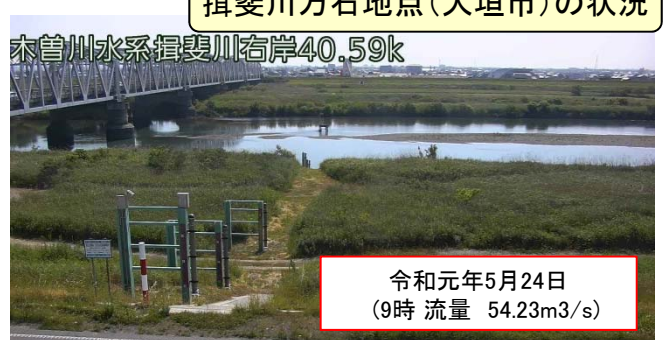 揖斐川万石地点(大垣市)の状況
木曽川水系揖斐川右岸40.59k
令和元年5月24日
(9時 流量 54.23m3/s)